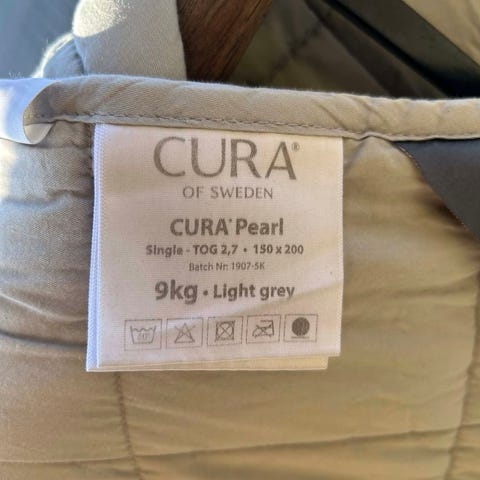 CURA®
OF SWEDEN
CURA® Pearl
Single - TOG 2,7 • 150 x 200
Batch Nr: 1907-5K
9kg • Light grey